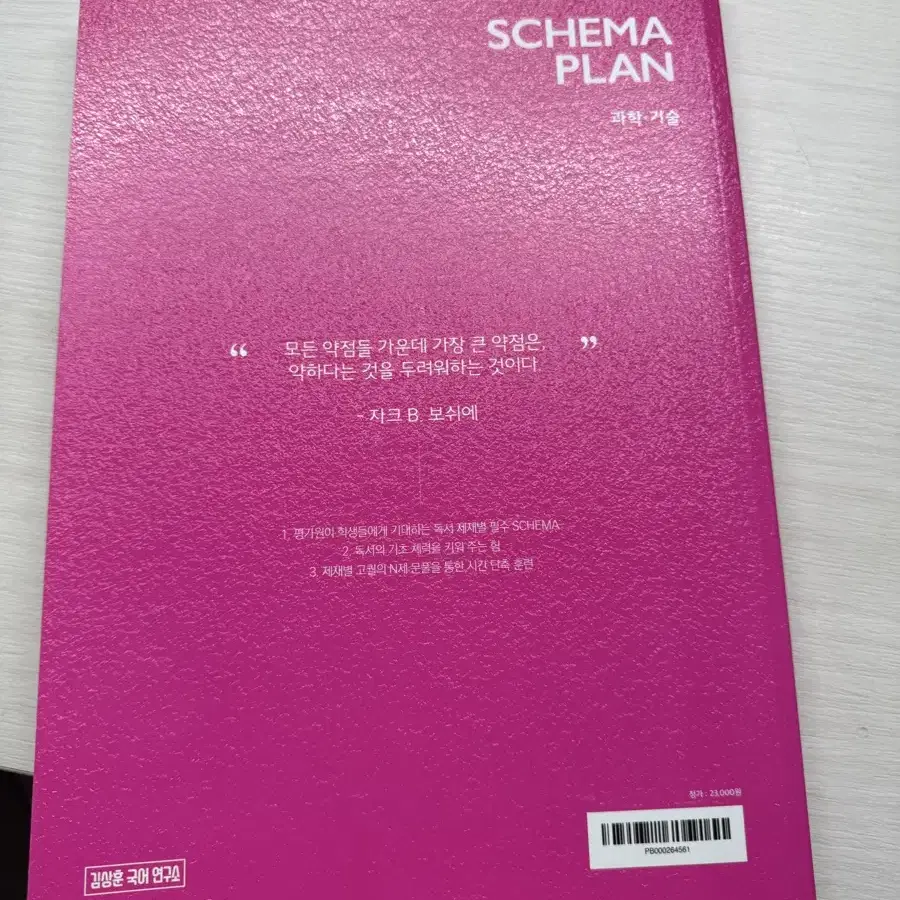 SCHEMA
PLAN
과학·기술
“ 모든 약점들 가운데 가장 큰 약점은, ”
약하다는 것을 두려워하는 것이다
- 자크 B. 보쉬에
1. 평가원이 학생들에게 기대하는 독서 제재별 필수 SCHEMA
2. 독서의 기초 체력을 키워 주는 힘
3. 제재별 고퀄의 N제 문풀을 통한 시간 단축 훈련
정가 : 23,000원
PB000264561
김상훈 국어 연구소